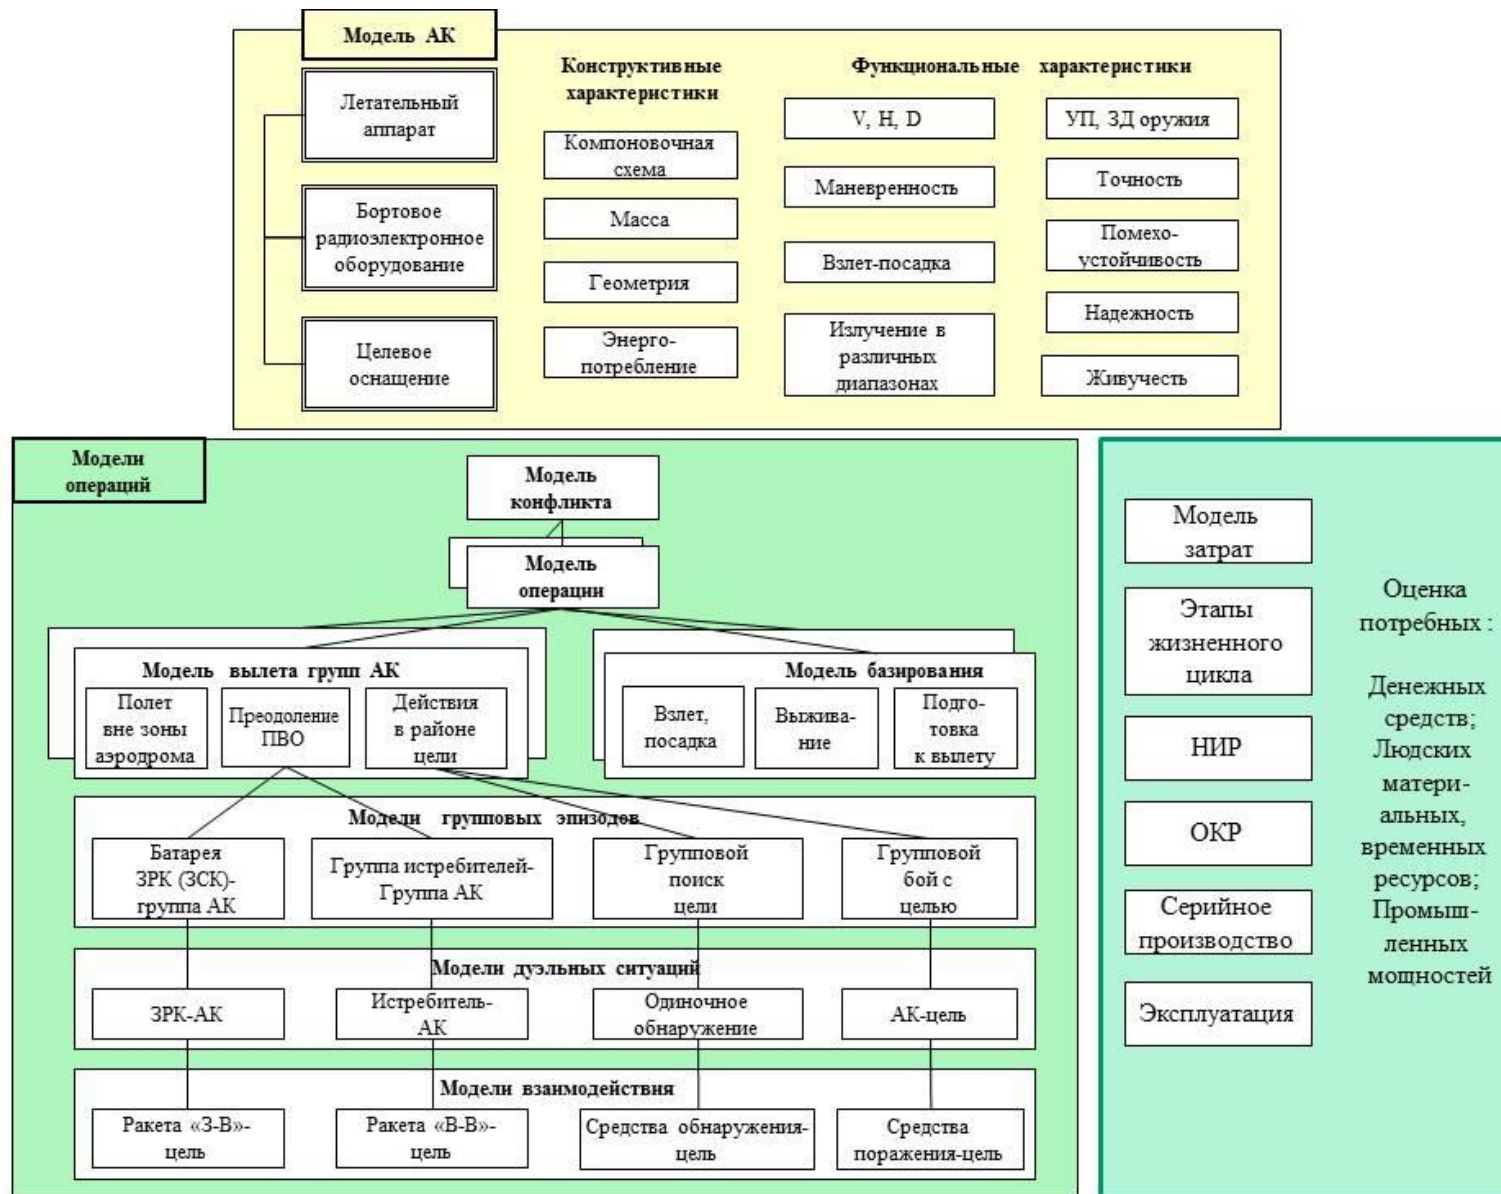 Модель АК
Летательный
аппарат
Бортовое
радиоэлектронное
оборудование
Целевое
оснащение
Конструктивные
характеристики
Компоновочная
схема
Масса
Геометрия
Энерго-
потребление
Функциональные характеристики
V, H, D
Маневренность
Взлет-посадка
Излучение в
различных
диапазонах
УП, ЗД оружия
Точность
Помехо-
устойчивость
Надежность
Живучесть
Модели
операций
Модель
конфликта
Модель
операции
Модель вылета групп АК
Полет
вне зоны
аэродрома
Преодоление
ПВО
Действия
в районе
цели
Модель базирования
Взлет,
посадка
Выжива-
ние
Подго-
товка
к вылету
Модели групповых эпизодов
Батарея
ЗРК (ЗСК)-
группа АК
Группа истребителей-
Группа АК
Групповой
поиск
цели
Групповой
бой с
целью
Модели дуэльных ситуаций
ЗРК-АК
Истребитель-
АК
Одиночное
обнаружение
АК-цель
Модели взаимодействия
Ракета «З-В»-
цель
Ракета «В-В»-
цель
Средства обнаружения-
цель
Средства
поражения-цель
Модель
затрат
Этапы
жизненного
цикла
НИР
ОКР
Серийное
производство
Эксплуатация
Оценка
потребных :
Денежных
средств;
Людских
матери-
альных,
временных
ресурсов;
Промыш-
ленных
мощностей